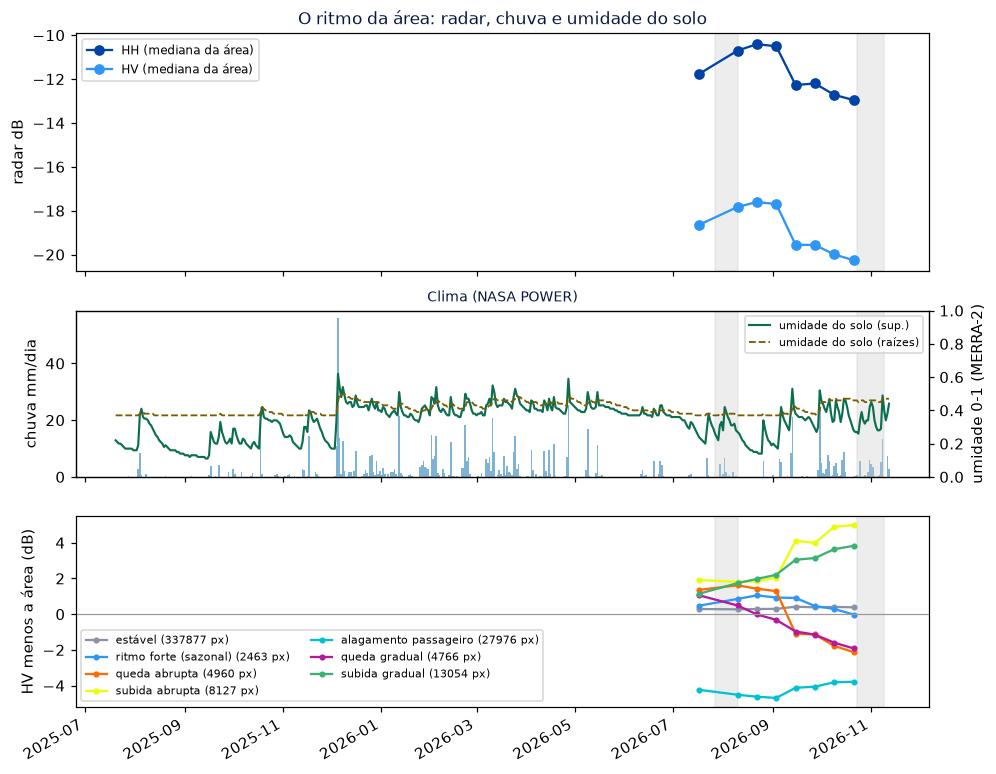 O ritmo da área: radar, chuva e umidade do solo
radar dB
−10
−12
−14
−16
−18
−20
HH (mediana da área)
HV (mediana da área)
Clima (NASA POWER)
chuva mm/dia
40
20
0
umidade do solo (sup.)
umidade do solo (raízes)
1.0
0.8
0.6
0.4
0.2
0.0
umidade 0-1 (MERRA-2)
HV menos a área (dB)
4
2
0
−2
−4
estável (337877 px)
ritmo forte (sazonal) (2463 px)
queda abrupta (4960 px)
subida abrupta (8127 px)
alagamento passageiro (27976 px)
queda gradual (4766 px)
subida gradual (13054 px)
2025-07
2025-09
2025-11
2026-01
2026-03
2026-05
2026-07
2026-09
2026-11